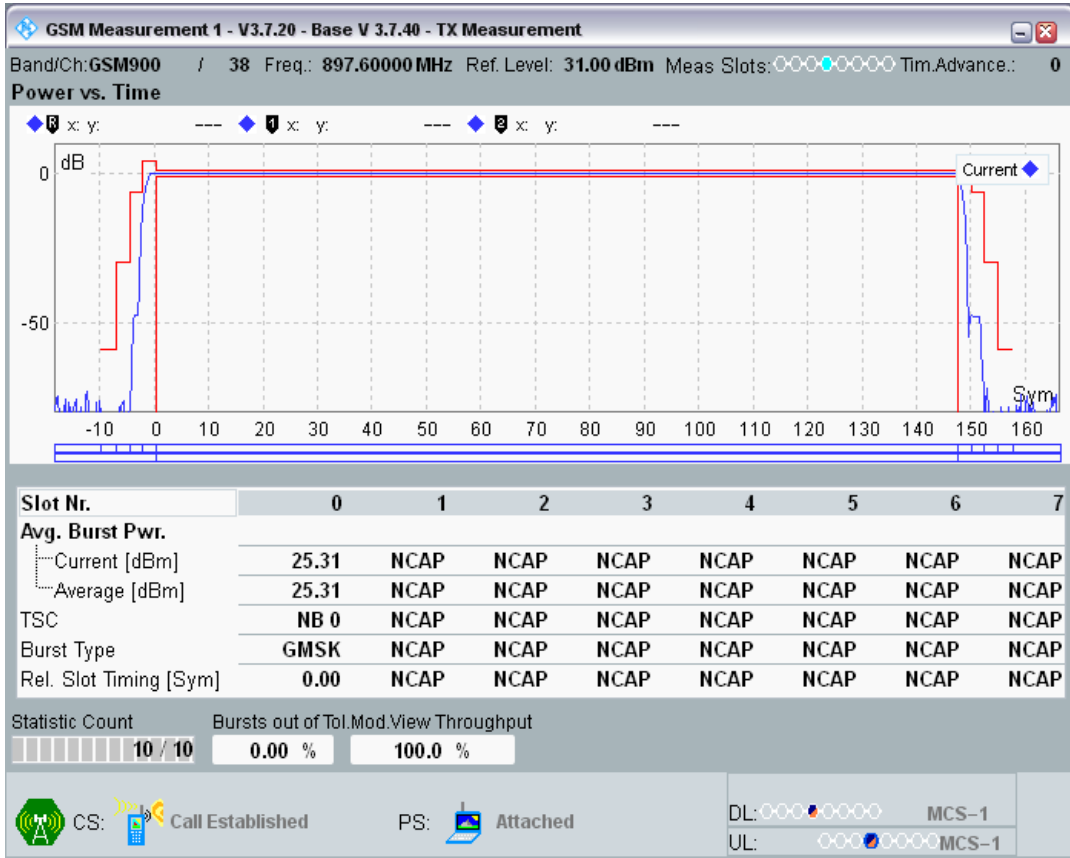 GSM Measurement 1 - V3.7.20 - Base V 3.7.40 - TX Measurement
Band/Ch:GSM900 / 38 Freq.: 897.60000 MHz Ref. Level: 31.00 dBm Meas Slots: Tim.Advance.: 0
Power vs. Time
R x: y: --- 1 x: y: --- 2 x: y: ---
dB
0
Current
-50
Sym
-10 0 10 20 30 40 50 60 70 80 90 100 110 120 130 140 150 160
Slot Nr. 0 1 2 3 4 5 6 7
Avg. Burst Pwr.
Current [dBm] 25.31 NCAP NCAP NCAP NCAP NCAP NCAP NCAP
Average [dBm] 25.31 NCAP NCAP NCAP NCAP NCAP NCAP NCAP
TSC NB 0 NCAP NCAP NCAP NCAP NCAP NCAP NCAP
Burst Type GMSK NCAP NCAP NCAP NCAP NCAP NCAP NCAP
Rel. Slot Timing [Sym] 0.00 NCAP NCAP NCAP NCAP NCAP NCAP NCAP
Statistic Count Bursts out of Tol.Mod.View Throughput
10 / 10 0.00 % 100.0 %
CS: Call Established PS: Attached
DL: MCS-1
UL: MCS-1